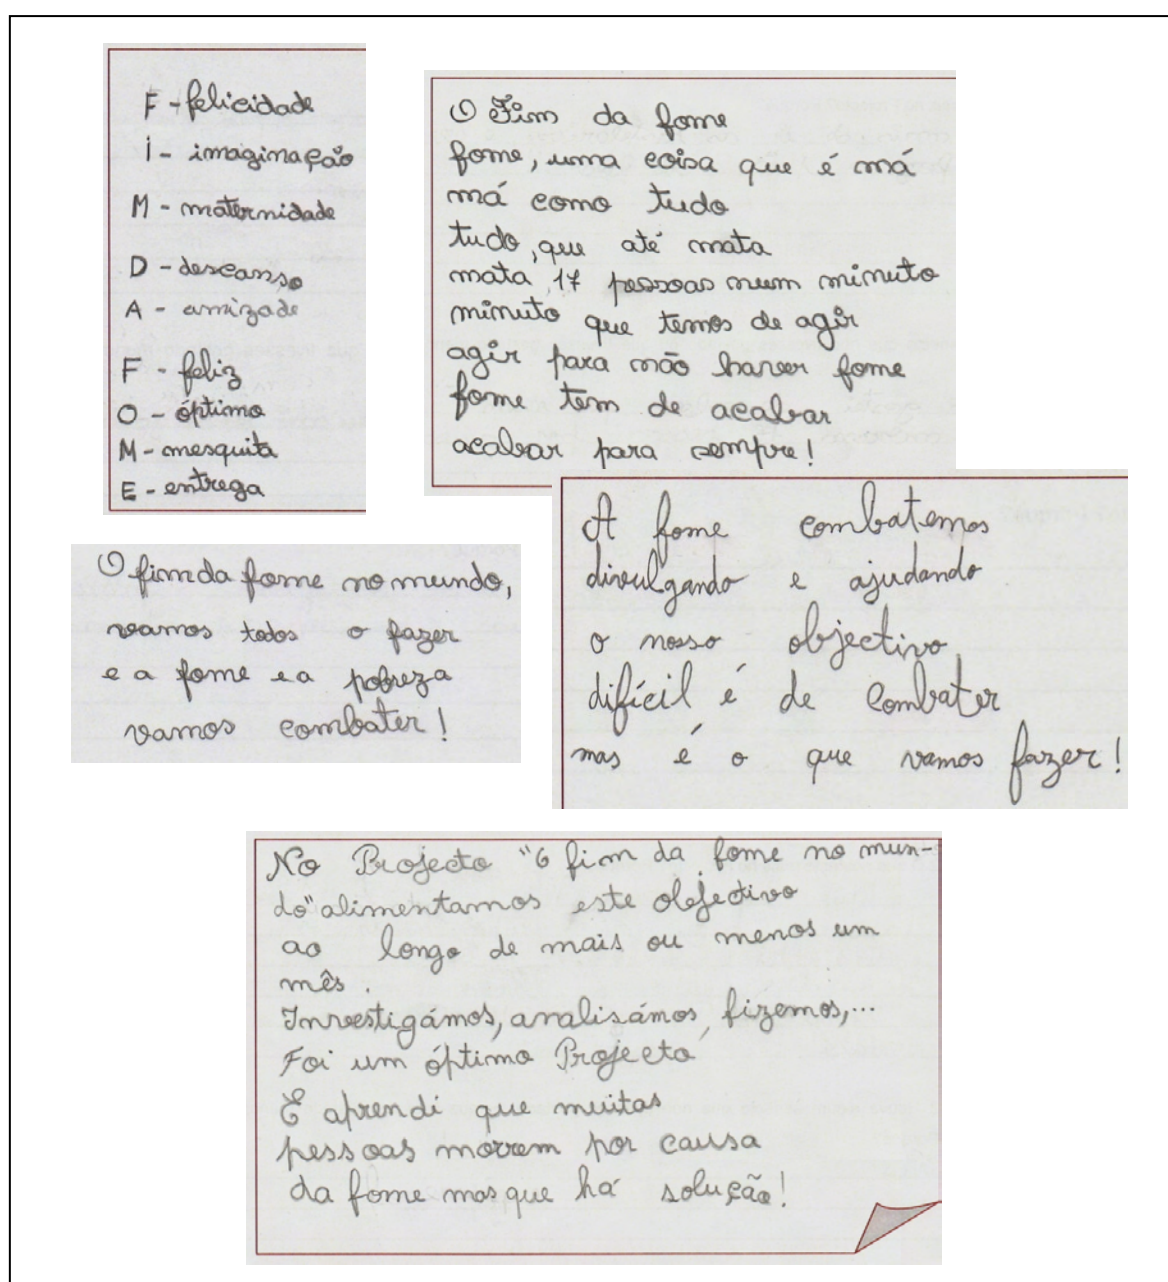 F - felicidade
i - imaginação
M - maternidade
D - descanso
A - amizade
F - feliz
O - óptimo
M - mesquita
E - entrega
O Fim da fome
fome, uma coisa que é má
má como tudo
tudo, que até mata
mata 17 pessoas num minuto
minuto que temos de agir
agir para não haver fome
fome tem de acabar
acabar para sempre!
O fim da fome no mundo,
vamos todos o fazer
e a fome e a pobreza
vamos combater!
A fome combatemos
divulgando e ajudando
o nosso objectivo
difícil é de combater
mas é o que vamos fazer!
No Projecto "O fim da fome no mun-
do" alimentamos este objectivo
ao longo de mais ou menos um
mês.
Investigámos, analisámos, fizemos,...
Foi um óptimo Projecto
E aprendi que muitas
pessoas morrem por causa
da fome mas que há solução!